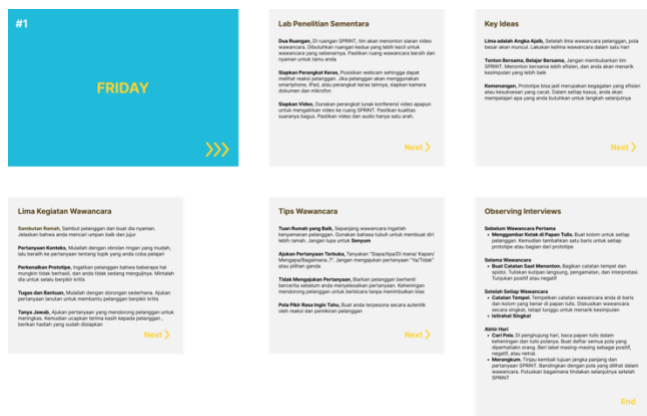 #1
FRIDAY
Lab Penelitian Sementara
Dua Ruangan, Di ruangan SPRINT, tim akan menonton siaran video
wawancara. Dibutuhkan ruangan kedua yang lebih kecil untuk
wawancara yang sebenarnya. Pastikan ruang wawancara bersih dan
nyaman untuk tamu anda
Siapkan Perangkat Keras, Posisikan webcam sehingga dapat
melihat reaksi pelanggan. Jika pelanggan akan menggunakan
smartphone, iPad, atau perangkat keras lainnya, siapkan kamera
dokumen dan mikrofon
Siapkan Video, Gunakan perangkat lunak konferensi video apapun
untuk mengalirkan video ke ruang SPRINT. Pastikan kualitas
suaranya bagus. Pastikan video dan audio hanya satu arah.
Next
Key Ideas
Lima adalah Angka Ajaib, Setelah lima wawancara pelanggan, pola
besar akan muncul. Lakukan kelima wawancara dalam satu hari
Tonton Bersama, Belajar Bersama, Jangan membubarkan tim
SPRINT. Menonton bersama lebih efisien, dan anda akan menarik
kesimpulan yang lebih baik
Kemenangan, Prototipe bisa jadi merupakan kegagalan yang efisien
atau kesuksesan yang cacat. Dalam setiap kasus, anda akan
mempelajari apa yang anda butuhkan untuk langkah selanjutnya
Next
Lima Kegiatan Wawancara
Sambutan Ramah, Sambut pelanggan dan buat dia nyaman.
Jelaskan bahwa anda mencari umpan baik dan jujur
Pertanyaan Konteks, Mulailah dengan obrolan ringan yang mudah,
lalu beralih ke pertanyaan tentang topik yang anda coba pelajari
Perkenalkan Prototipe, Ingatkan pelanggan bahwa beberapa hal
mungkin tidak berhasil, dan anda tidak sedang mengujinya. Mintalah
dia untuk selalu berpikir kritis
Tugas dan Bantuan, Mulailah dengan dorongan sederhana. Ajukan
pertanyaan lanjutan untuk membantu pelanggan berpikir kritis
Tanya Jawab, Ajukan pertanyaan yang mendorong pelanggan untuk
meringkas. Kemudian ucapkan terima kasih kepada pelanggan ,
berikan hadiah yang sudah disiapkan
Next
Tips Wawancara
Tuan Rumah yang Baik, Sepanjang wawancara ingatlah
kenyamanan pelanggan. Gunakan bahasa tubuh untuk membuat diri
lebih ramah. Jangan lupa untuk Senyum
Ajukan Pertanyaan Terbuka, Tanyakan "Siapa/Apa/Di mana/ Kapan/
Mengapa/Bagaimana..?". Jangan mengajukan pertanyaan "Ya/Tidak"
atau pilihan ganda
Tidak Mengajukan Pertanyaan, Biarkan pelanggan berhenti
bercerita sebelum anda menyelesaikan pertanyaan. Keheningan
mendorong pelanggan untuk berbicara tanpa menimbulkan bias
Pola Pikir Rasa Ingin Tahu, Buat anda terpesona secara autentik
oleh reaksi dan pemikiran pelanggan
Next
Observing Interviews
Sebelum Wawancara Pertama
• Menggambar Kotak di Papan Tulis. Buat kolom untuk setiap
pelanggan. Kemudian tambahkan satu baris untuk setiap
prototipe atau bagian dari prototipe
Selama Wawancara
• Buat Catatan Saat Menonton. Bagikan catatan tempel dan
spidol. Tuliskan kutipan langsung, pengamatan, dan interpretasi.
Tunjukan positif atau negatif
Setelah Setiap Wawancara
• Catatan Tempel. Tempelkan catatan wawancara anda di baris
dan kolom yang benar di papan tulis. Diskusikan wawancara
secara singkat, tetapi tunggu untuk menarik kesimpulan
• Istirahat Singkat
Akhir Hari
• Cari Pola. Di penghujung hari, baca papan tulis dalam
keheningan dan tulis polanya. Buat daftar semua pola yang
diperhatikan orang. Beri label masing-masing sebagai positif,
negatif, atau netral
• Merangkum. Tinjau kembali tujuan jangka panjang dan
pertanyaan SPRINT. Bandingkan dengan pola yang dilihat dalam
wawancara. Putuskan bagaimana tindakan selanjutnya setelah
SPRINT
End